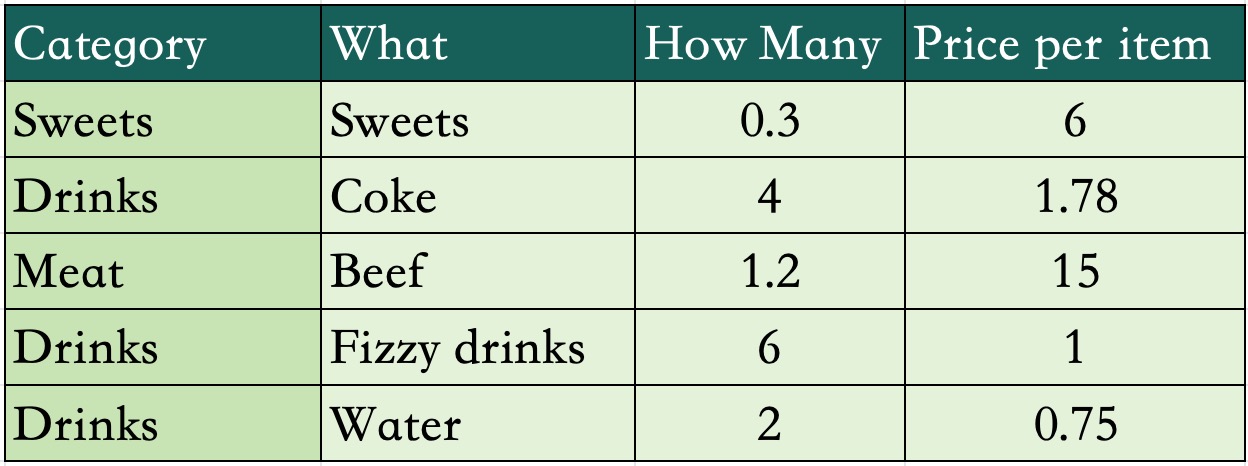 Category What How Many Price per item
Sweets Sweets 0.3 6
Drinks Coke 4 1.78
Meat Beef 1.2 15
Drinks Fizzy drinks 6 1
Drinks Water 2 0.75